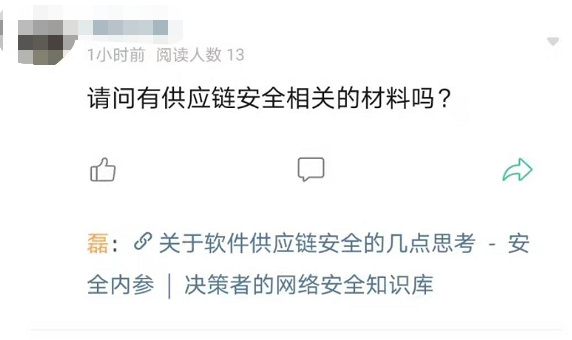 1小时前 阅读人数 13
请问有供应链安全相关的材料吗?
磊：关于软件供应链安全的几点思考 - 安
全内参 | 决策者的网络安全知识库